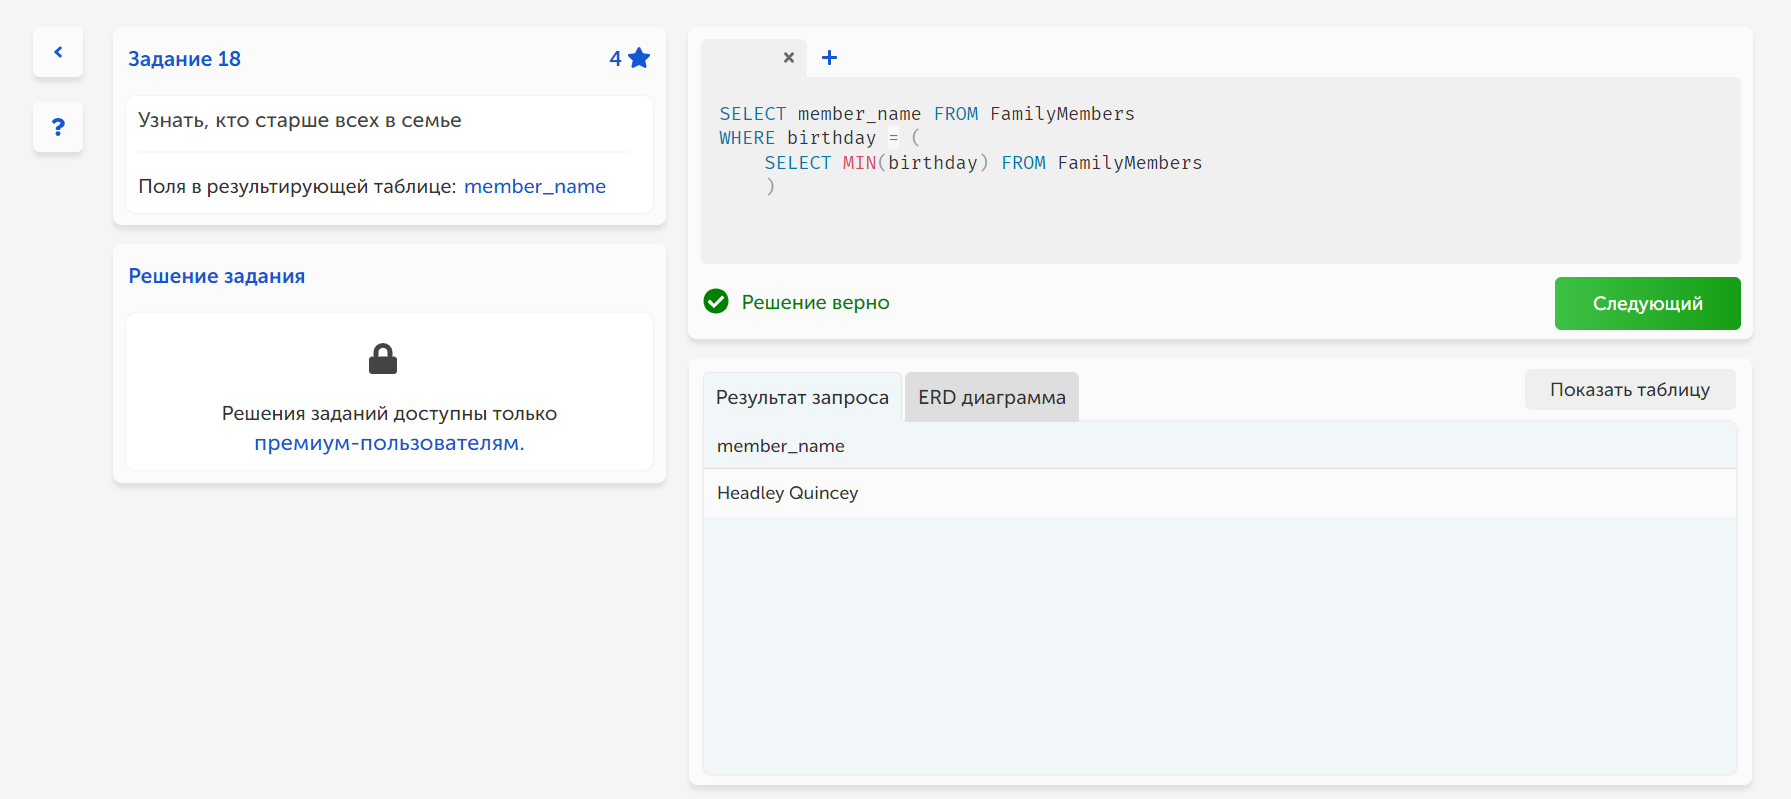 Задание 18
4
Узнать, кто старше всех в семье
Поля в результирующей таблице: member_name
Решение задания
Решения заданий доступны только
премиум-пользователям.
SELECT member_name FROM FamilyMembers
WHERE birthday = (
    SELECT MIN(birthday) FROM FamilyMembers
    )
Решение верно
Следующий
Результат запроса
ERD диаграмма
Показать таблицу
member_name
Headley Quincey